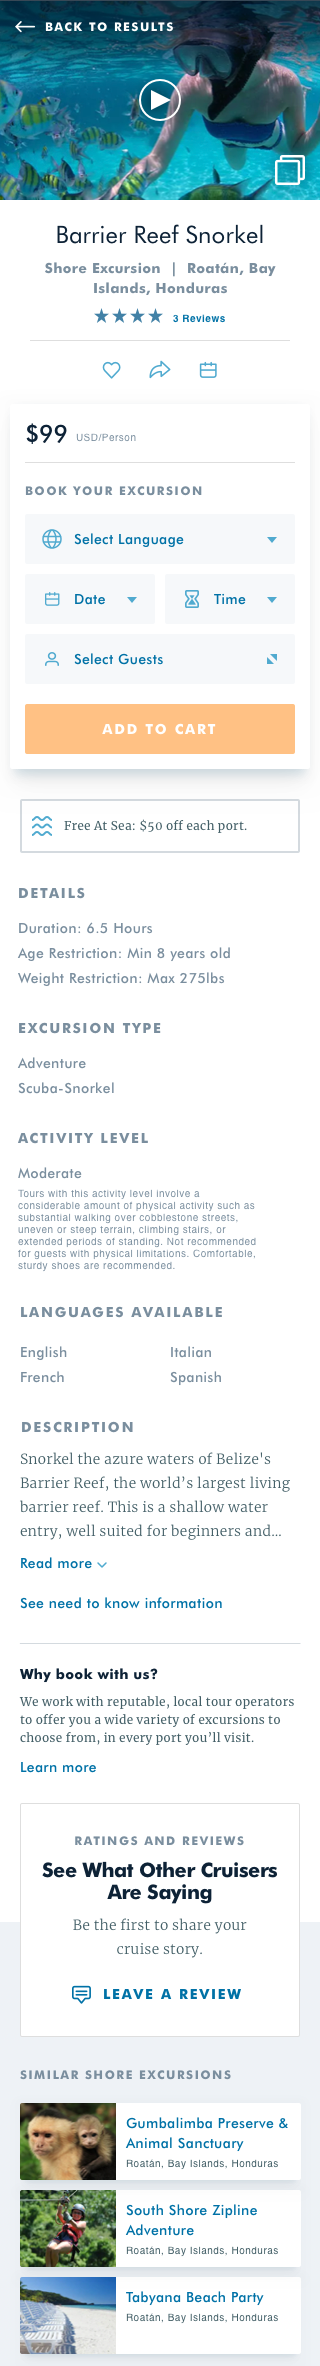 BACK TO RESULTS
Barrier Reef Snorkel
Shore Excursion | Roatán, Bay
Islands, Honduras
3 Reviews
$99 USD/Person
BOOK YOUR EXCURSION
Select Language
Date
Time
Select Guests
ADD TO CART
Free At Sea: $50 off each port.
DETAILS
Duration: 6.5 Hours
Age Restriction: Min 8 years old
Weight Restriction: Max 275lbs
EXCURSION TYPE
Adventure
Scuba-Snorkel
ACTIVITY LEVEL
Moderate
Tours with this activity level involve a
considerable amount of physical activity such as
substantial walking over cobblestone streets,
uneven or steep terrain, climbing stairs, or
extended periods of standing. Not recommended
for guests with physical limitations. Comfortable,
sturdy shoes are recommended.
LANGUAGES AVAILABLE
English
Italian
French
Spanish
DESCRIPTION
Snorkel the azure waters of Belize's
Barrier Reef, the world’s largest living
barrier reef. This is a shallow water
entry, well suited for beginners and...
Read more
See need to know information
Why book with us?
We work with reputable, local tour operators
to offer you a wide variety of excursions to
choose from, in every port you’ll visit.
Learn more
RATINGS AND REVIEWS
See What Other Cruisers
Are Saying
Be the first to share your
cruise story.
LEAVE A REVIEW
SIMILAR SHORE EXCURSIONS
Gumbalimba Preserve &
Animal Sanctuary
Roatán, Bay Islands, Honduras
South Shore Zipline
Adventure
Roatán, Bay Islands, Honduras
Tabyana Beach Party
Roatán, Bay Islands, Honduras